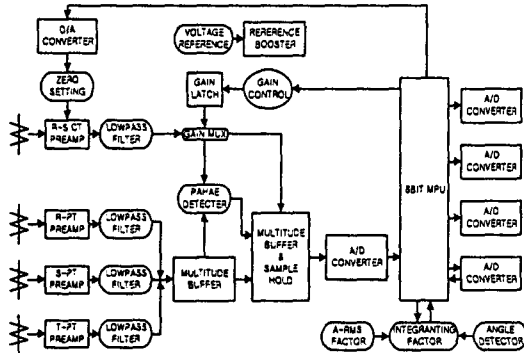 D/A
CONVERTER
VOLTAGE
REFERENCE
RERERENCE
BOOSTER
ZERO
SETTING
GAIN
LATCH
GAIN
CONTROL
A/D
CONVERTER
R-S CT
PREAMP
LOWPASS
FILTER
GAIN MUX
8BIT MPU
A/D
CONVERTER
PAHAE
DETECTER
R-PT
PREAMP
LOWPASS
FILTER
MULTITUDE
BUFFER
&
SAMPLE
HOLD
A/D
CONVERTER
A/D
CONVERTER
S-PT
PREAMP
LOWPASS
FILTER
MULTITUDE
BUFFER
A/D
CONVERTER
T-PT
PREAMP
LOWPASS
FILTER
A-RMS
FACTOR
INTEGRANTING
FACTOR
ANGLE
DETECTOR